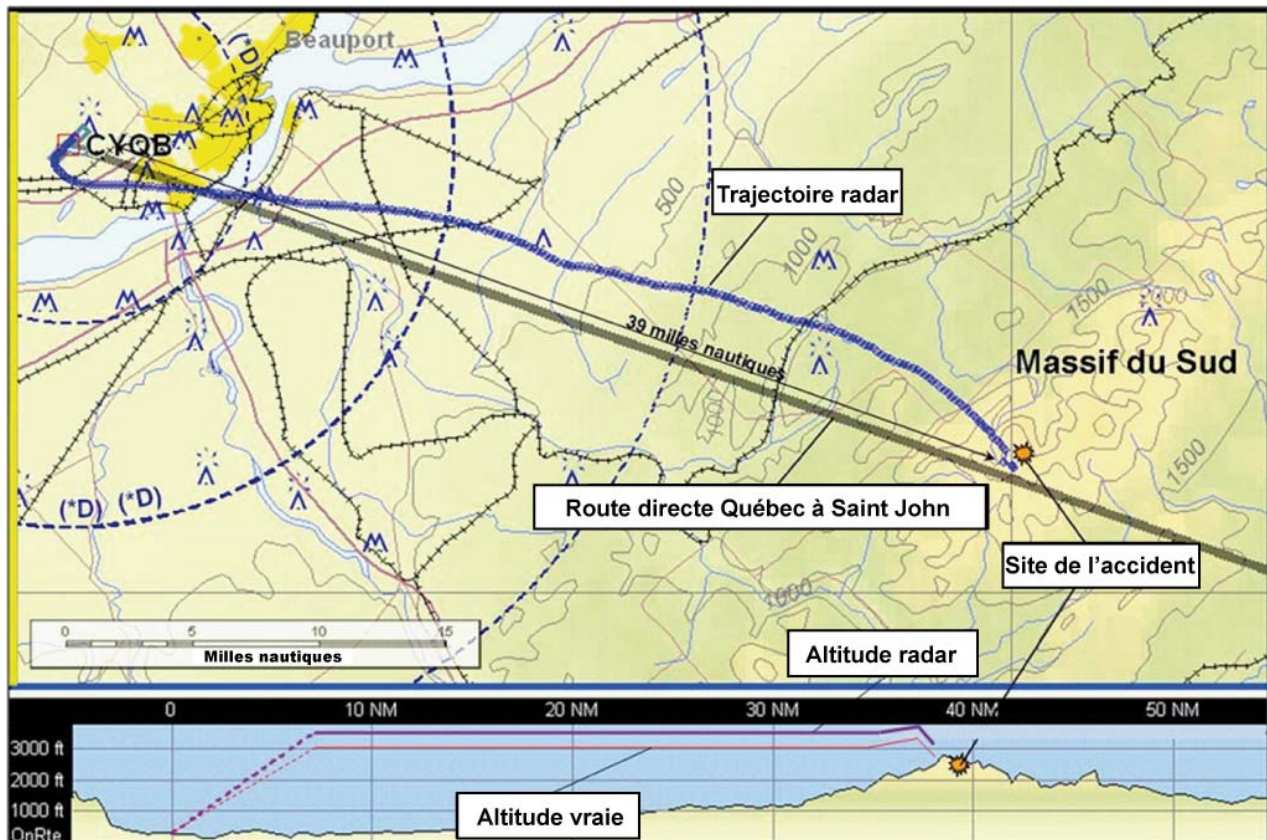 Beauport
(*D)
CYQB
Trajectoire radar
500
1000
1500
2000
39 milles nautiques
Massif du Sud
1000
1500
Route directe Québec à Saint John
(*D) (*D)
Site de l'accident
1000
0 5 10 15
Milles nautiques
Altitude radar
0 10 NM 20 NM 30 NM 40 NM 50 NM
3000 ft
2000 ft
1000 ft
Altitude vraie
OnRte